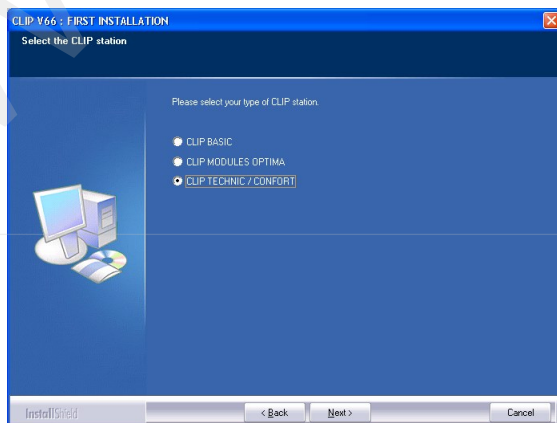 CLIP V66 : FIRST INSTALLATION
Select the CLIP station
Please select your type of CLIP station.
CLIP BASIC
CLIP MODULES OPTIMA
CLIP TECHNIC / CONFORT
InstallShield
< Back
Next >
Cancel